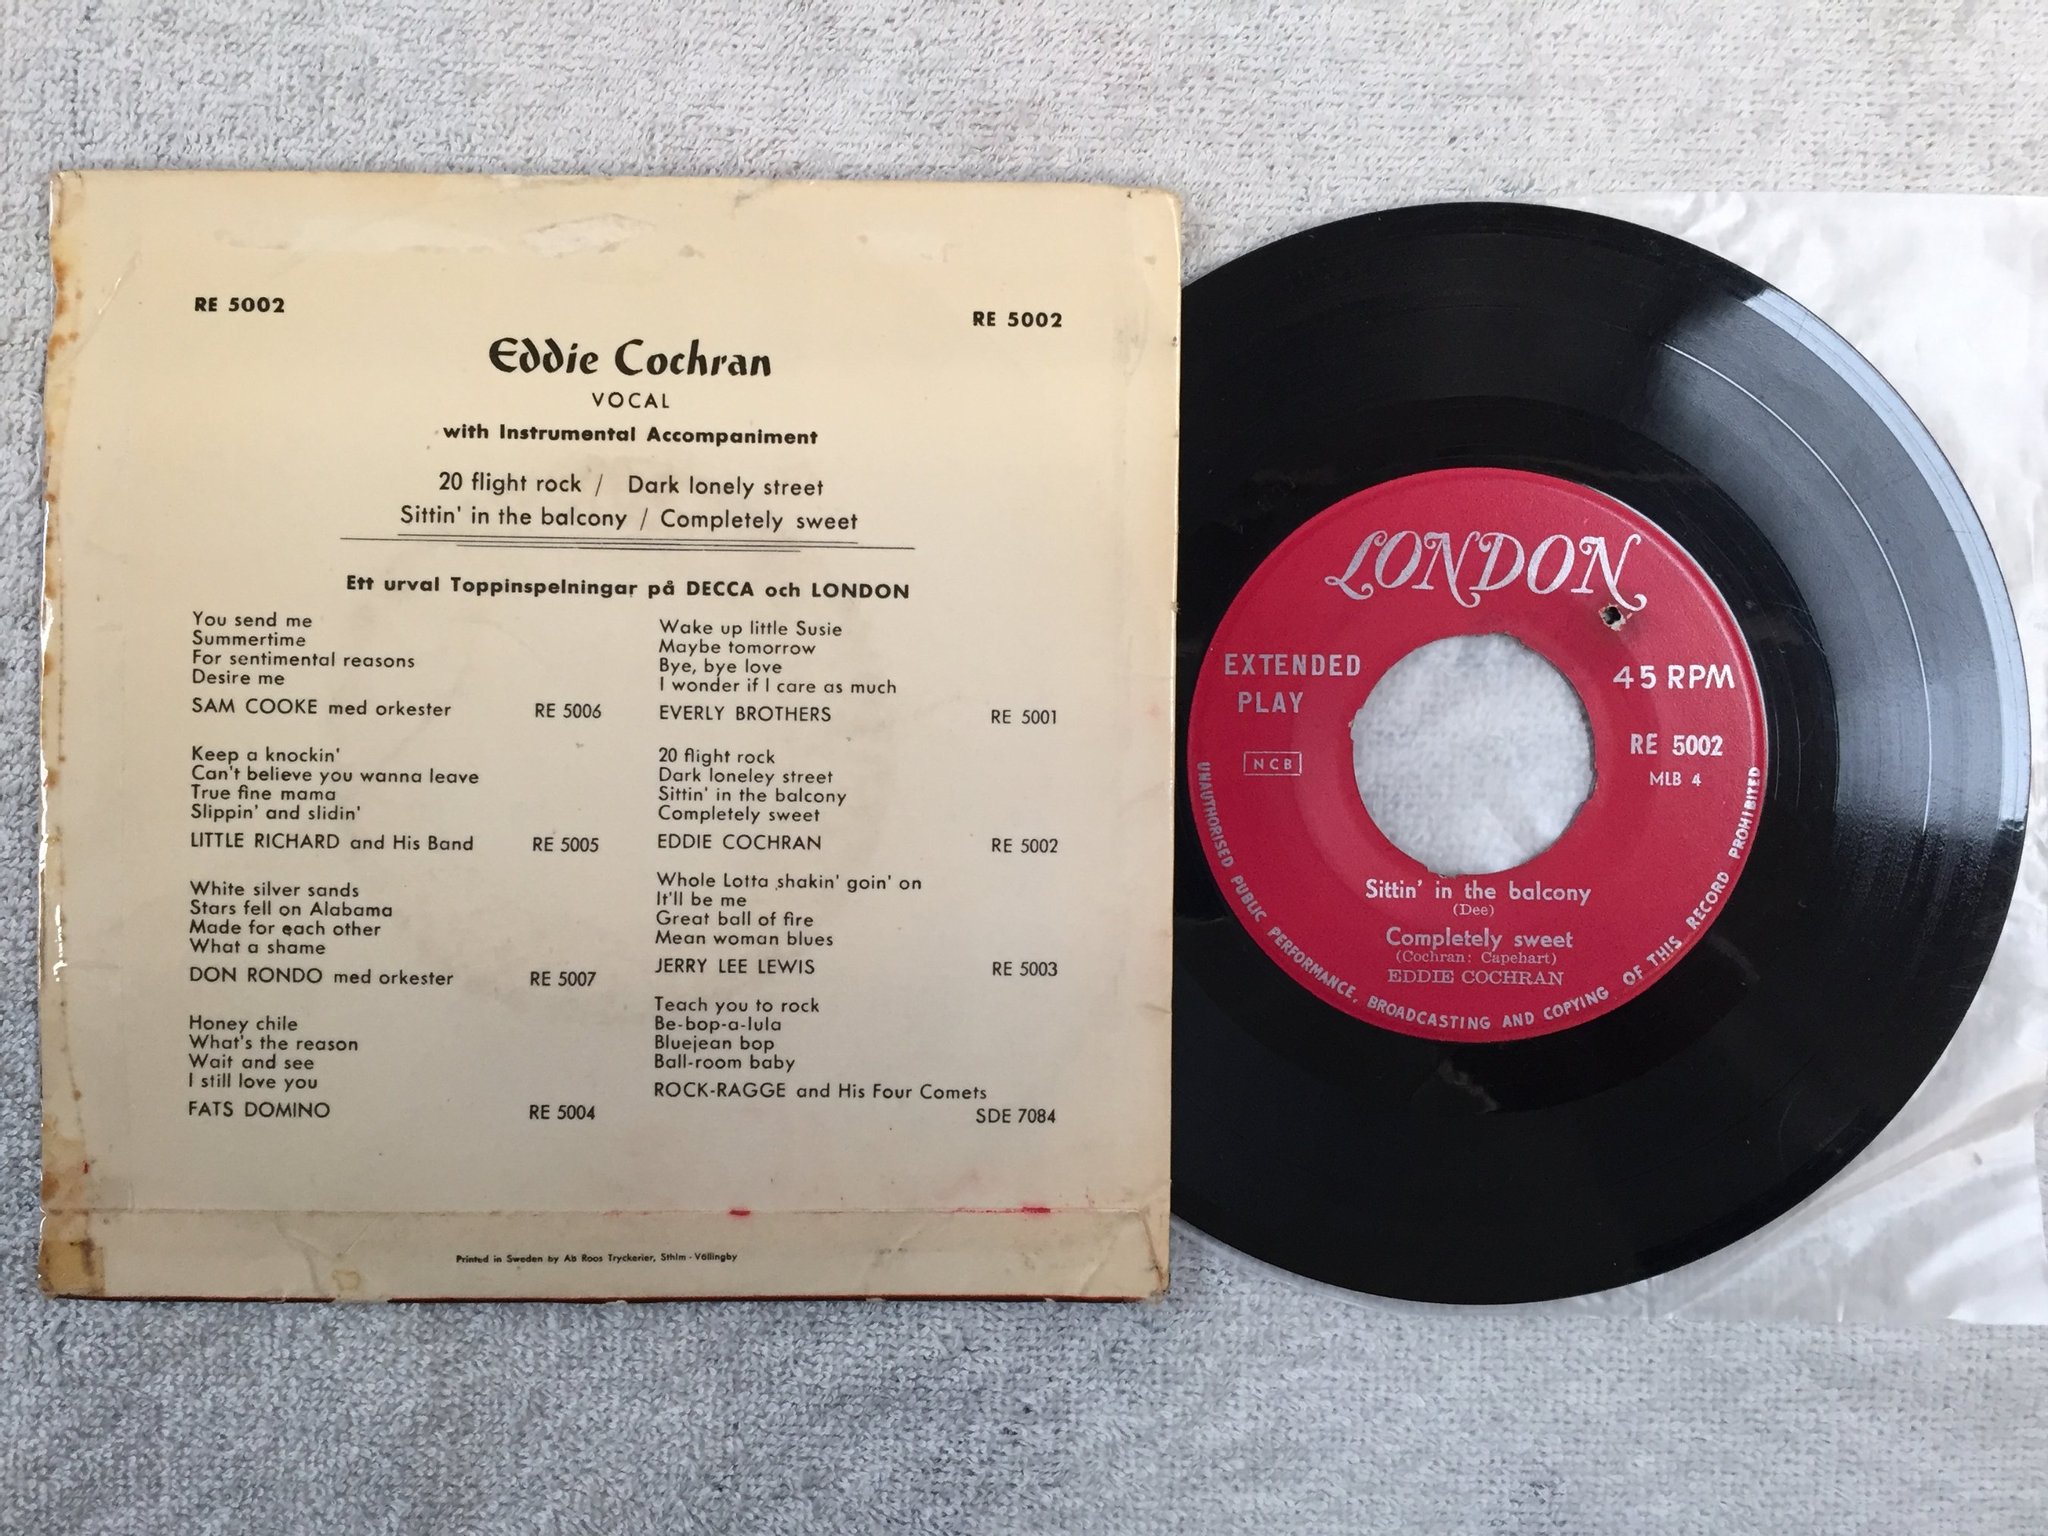 RE 5002
RE 5002
Eddie Cochran
VOCAL
with Instrumental Accompaniment
20 flight rock / Dark lonely street
Sittin' in the balcony / Completely sweet
Ett urval Toppinspelningar på DECCA och LONDON
You send me
Summertime
For sentimental reasons
Desire me
SAM COOKE med orkester RE 5006
Keep a knockin'
Can't believe you wanna leave
True fine mama
Slippin' and slidin'
LITTLE RICHARD and His Band RE 5005
White silver sands
Stars fell on Alabama
Made for each other
What a shame
DON RONDO med orkester RE 5007
Honey chile
What's the reason
Wait and see
I still love you
FATS DOMINO RE 5004
Wake up little Susie
Maybe tomorrow
Bye, bye love
I wonder if I care as much
EVERLY BROTHERS RE 5001
20 flight rock
Dark loneley street
Sittin' in the balcony
Completely sweet
EDDIE COCHRAN RE 5002
Whole Lotta shakin' goin' on
It'll be me
Great ball of fire
Mean woman blues
JERRY LEE LEWIS RE 5003
Teach you to rock
Be-bop-a-lula
Bluejean bop
Ball-room baby
ROCK-RAGGE and His Four Comets
SDE 7084
Printed in Sweden by Ab Roos Tryckerier, Sthlm - Vällingby
LONDON
EXTENDED
PLAY
45 RPM
NCB
RE 5002
MLB 4
Sittin' in the balcony
(Dee)
Completely sweet
(Cochran: Capehart)
EDDIE COCHRAN
UNAUTHORISED PUBLIC PERFORMANCE, BROADCASTING AND COPYING OF THIS RECORD PROHIBITED